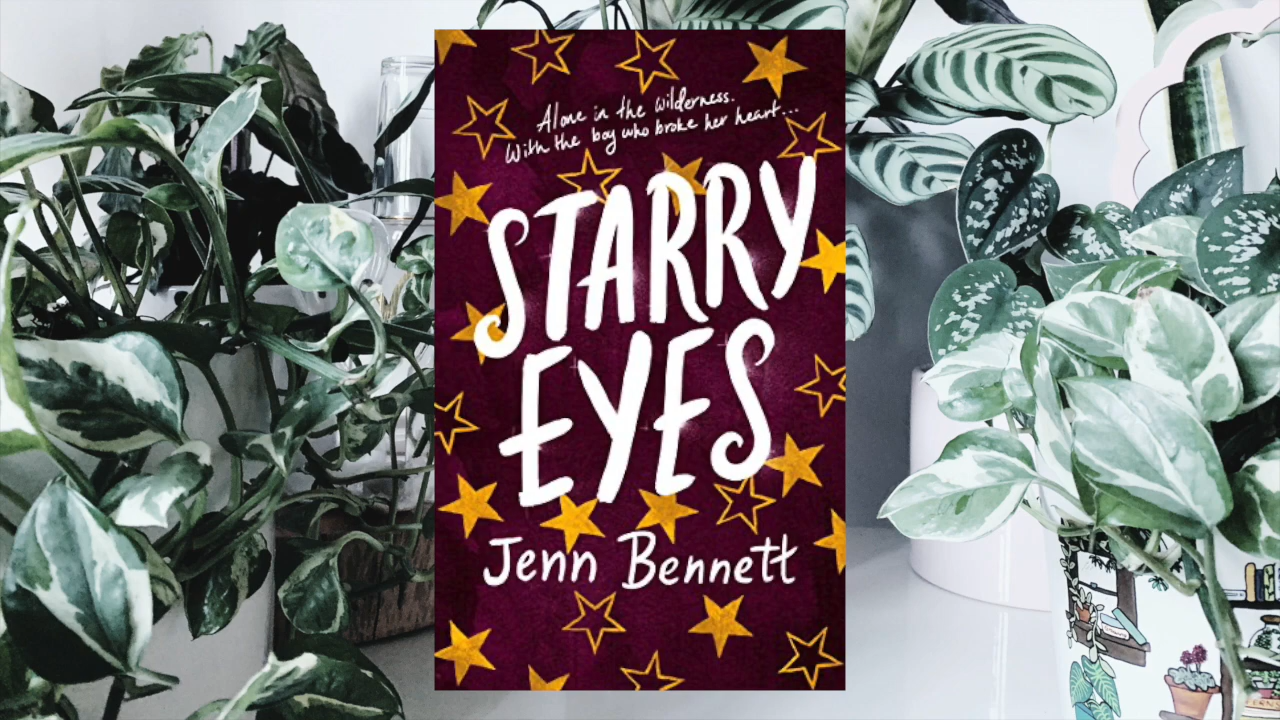 Alone in the wilderness.
With the boy who broke her heart...
STARRY
EYES
Jenn Bennett